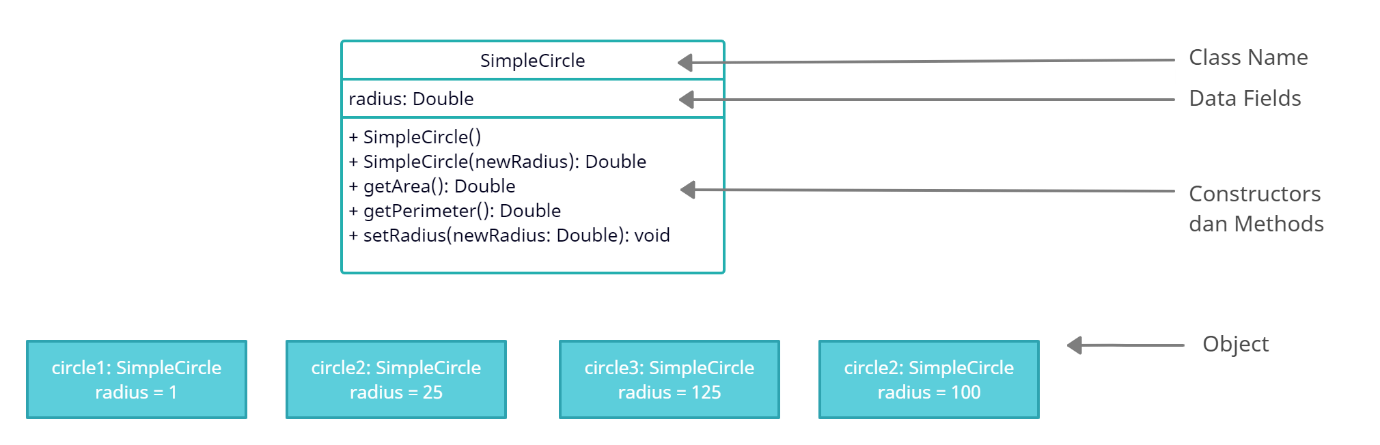 SimpleCircle
Class Name
radius: Double
Data Fields
+ SimpleCircle()
+ SimpleCircle(newRadius): Double
+ getArea(): Double
+ getPerimeter(): Double
+ setRadius(newRadius: Double): void
Constructors
dan Methods
circle1: SimpleCircle
radius = 1
circle2: SimpleCircle
radius = 25
circle3: SimpleCircle
radius = 125
circle2: SimpleCircle
radius = 100
Object